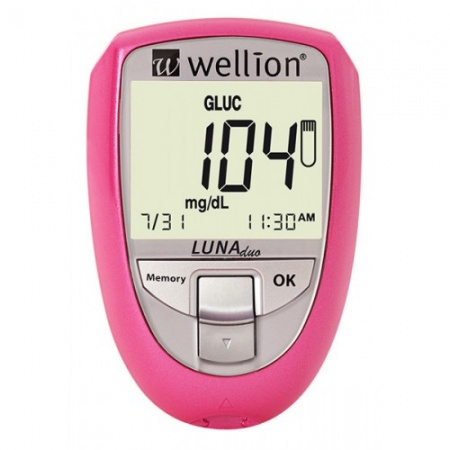 w wellion®
GLUC
104
mg/dL
7/31 11:30AM
LUNAduo
Memory OK